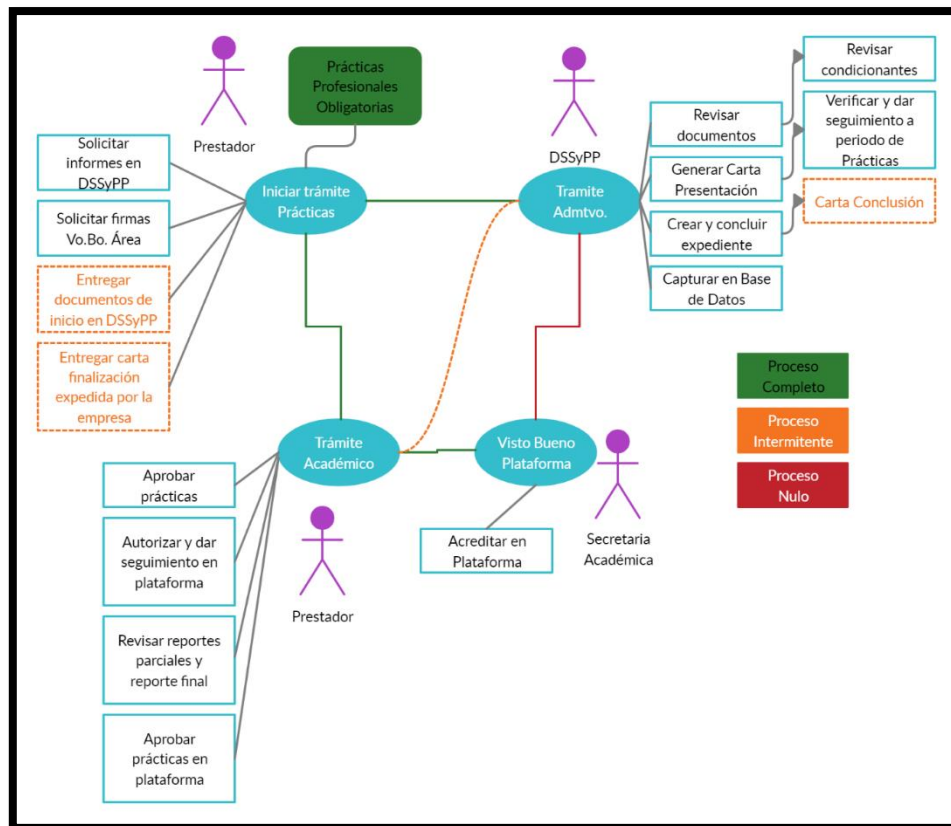 Prácticas
Profesionales
Obligatorias
Prestador
DSSyPP
Revisar
condicionantes
Verificar y dar
seguimiento a
periodo de
Prácticas
Carta Conclusión
Solicitar
informes en
DSSyPP
Solicitar firmas
Vo.Bo. Área
Entregar
documentos de
inicio en DSSyPP
Entregar carta
finalización
expedida por la
empresa
Iniciar trámite
Prácticas
Tramite
Admtvo.
Revisar
documentos
Generar Carta
Presentación
Crear y concluir
expediente
Capturar en Base
de Datos
Proceso
Completo
Proceso
Intermitente
Proceso
Nulo
Trámite
Académico
Visto Bueno
Plataforma
Aprobar
prácticas
Autorizar y dar
seguimiento en
plataforma
Revisar reportes
parciales y
reporte final
Aprobar
prácticas en
plataforma
Prestador
Acreditar en
Plataforma
Secretaria
Académica